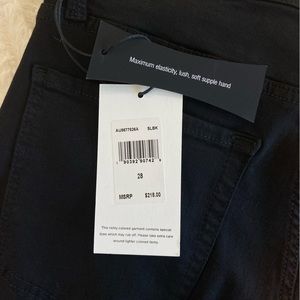 Maximum elasticity, lush, soft supple hand
AU9877626A SLBK
28
MSRP $218.00
This richly colored garment contains special
dyes which may rub off. Please take extra care
around lighter colored items.